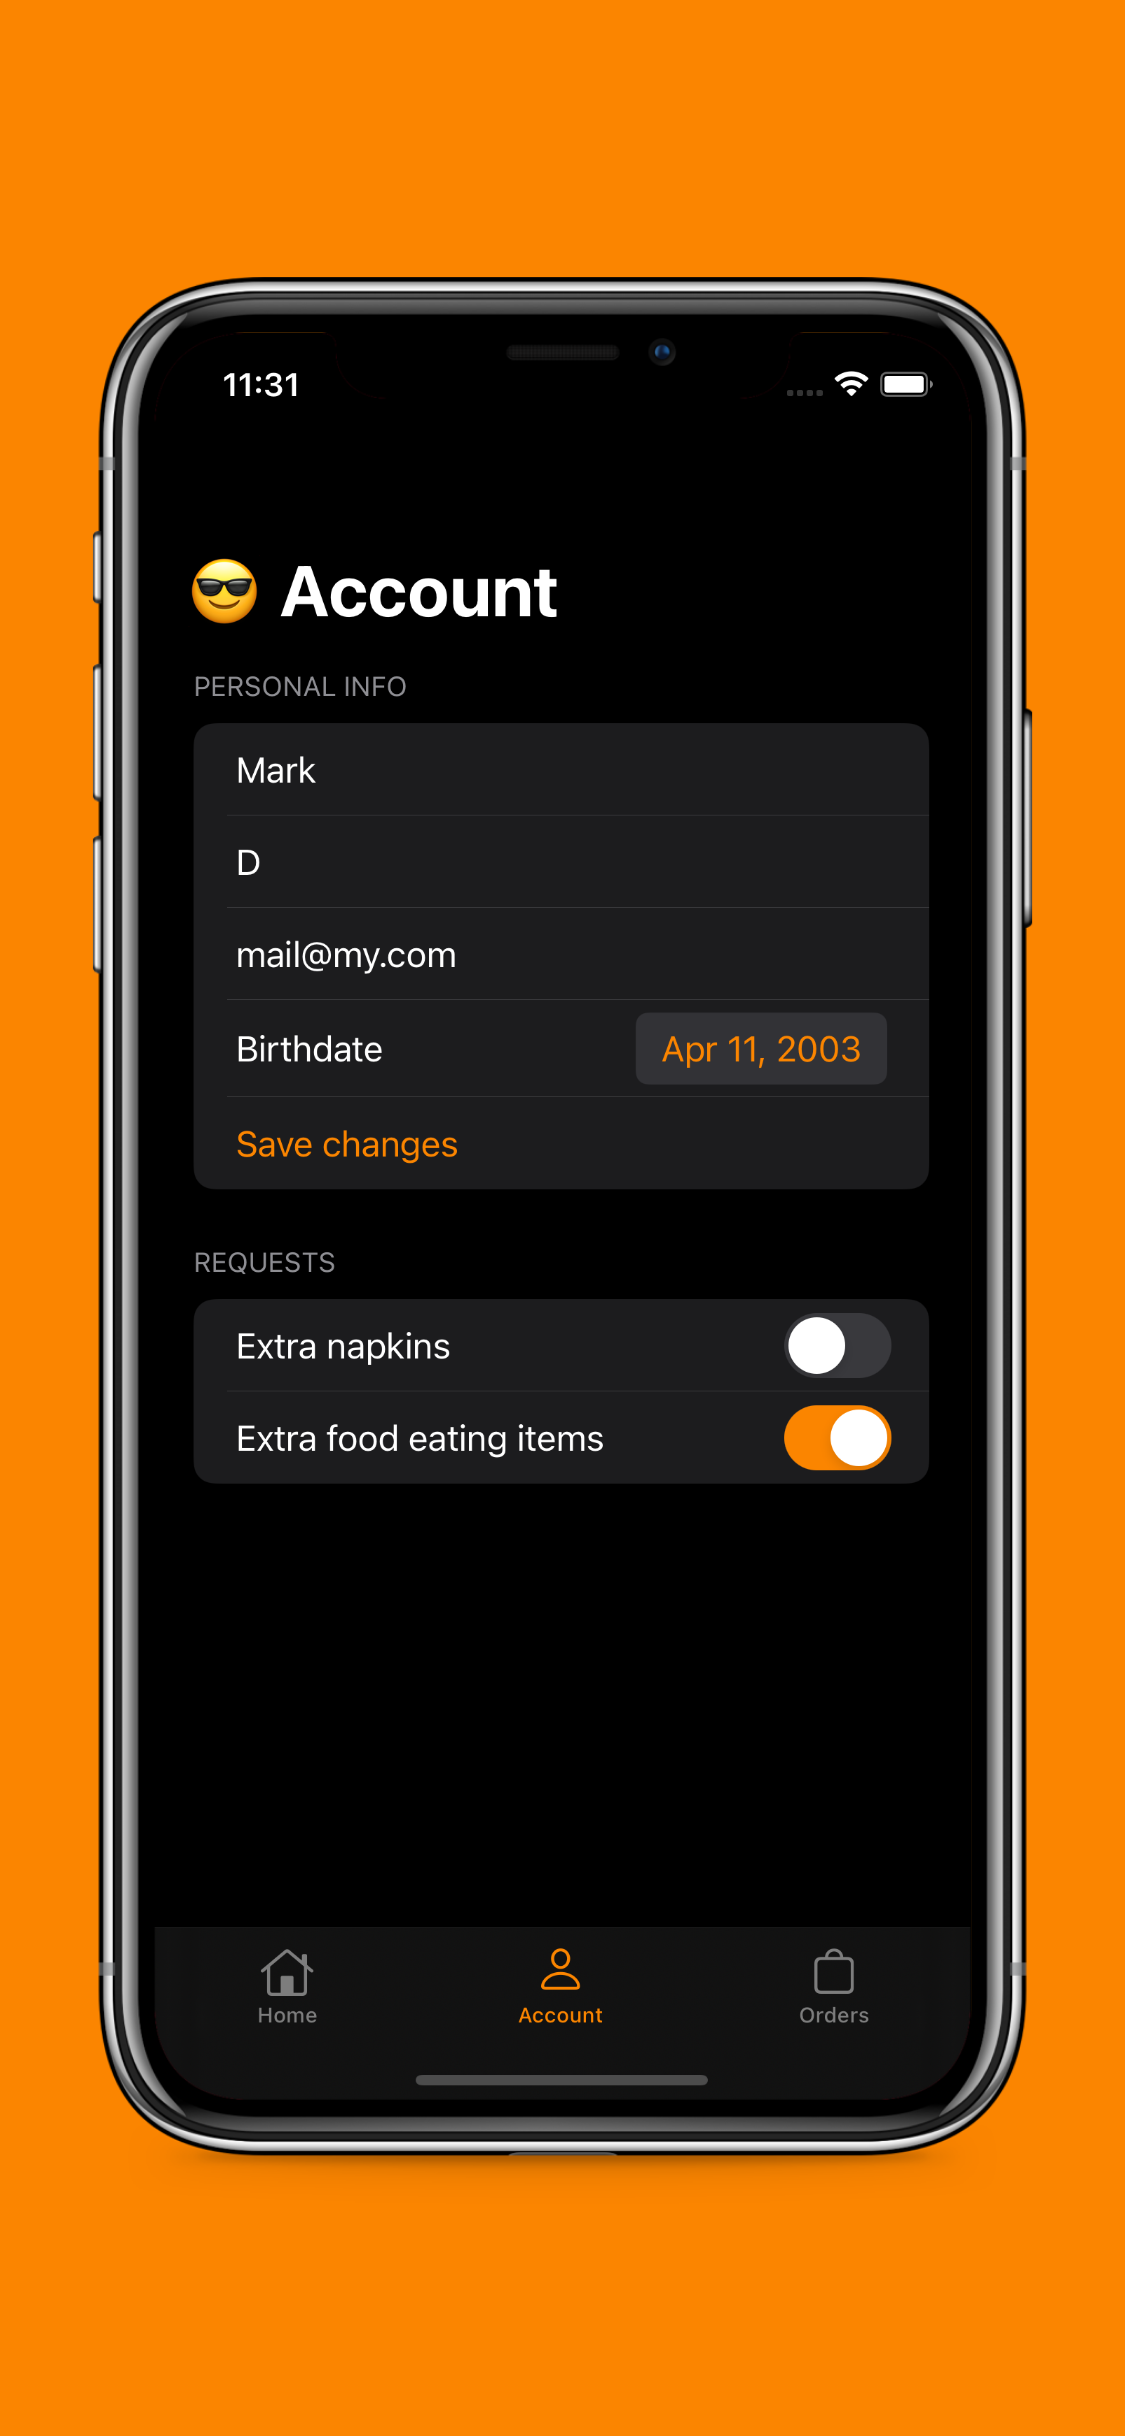 11:31
😎 Account
PERSONAL INFO
Mark
D
mail@my.com
Birthdate Apr 11, 2003
Save changes
REQUESTS
Extra napkins
Extra food eating items
Home Account Orders